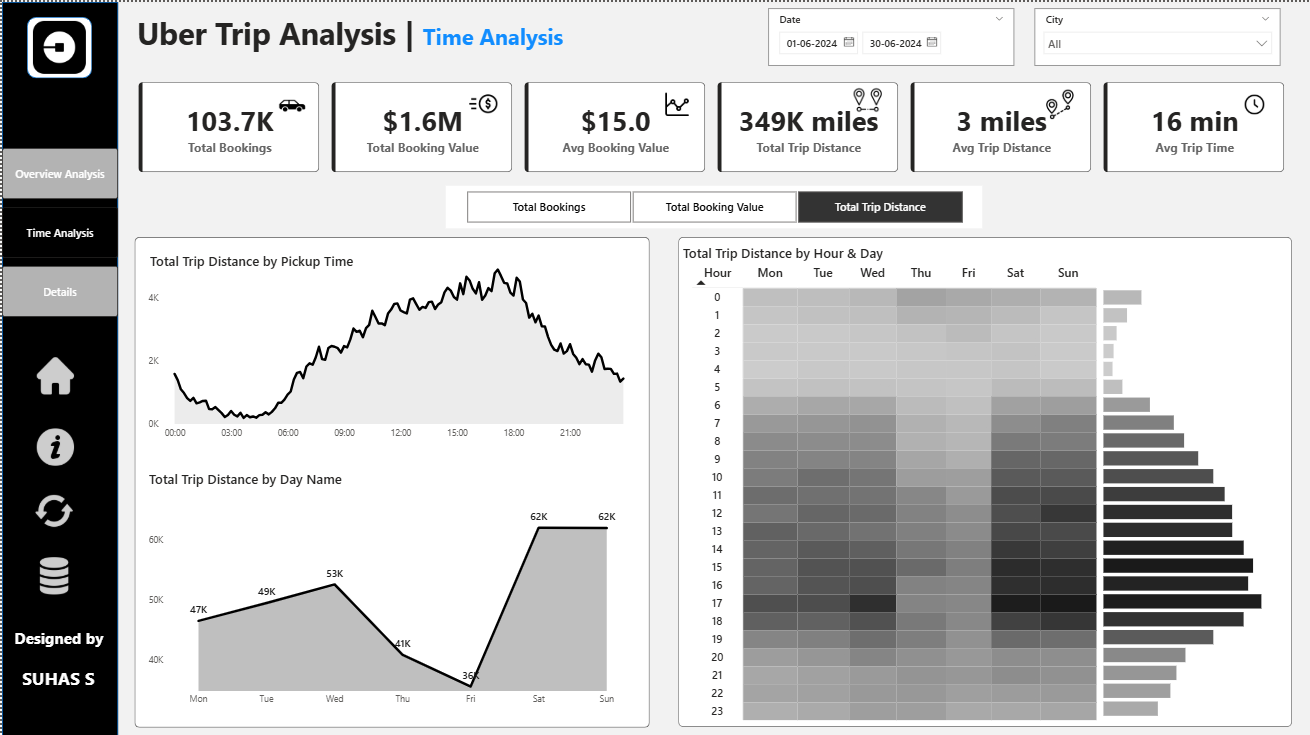 Uber Trip Analysis | Time Analysis
Date
01-06-2024 30-06-2024
City
All
103.7K
Total Bookings
$1.6M
Total Booking Value
$15.0
Avg Booking Value
349K miles
Total Trip Distance
3 miles
Avg Trip Distance
16 min
Avg Trip Time
Overview Analysis
Time Analysis
Details
Designed by
SUHAS S
Total Bookings Total Booking Value Total Trip Distance
Total Trip Distance by Pickup Time
4K
2K
0K
00:00 03:00 06:00 09:00 12:00 15:00 18:00 21:00
Total Trip Distance by Day Name
60K
50K
40K
47K 49K 53K 41K 36K 62K 62K
Mon Tue Wed Thu Fri Sat Sun
Total Trip Distance by Hour & Day
Hour Mon Tue Wed Thu Fri Sat Sun
0
1
2
3
4
5
6
7
8
9
10
11
12
13
14
15
16
17
18
19
20
21
22
23